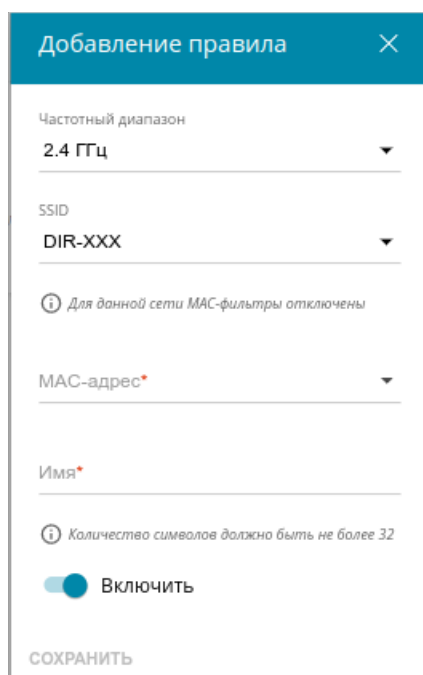 Добавление правила
Частотный диапазон
2.4 ГГц
SSID
DIR-XXX
Для данной сети MAC-фильтры отключены
MAC-адрес*
Имя*
Количество символов должно быть не более 32
Включить
СОХРАНИТЬ